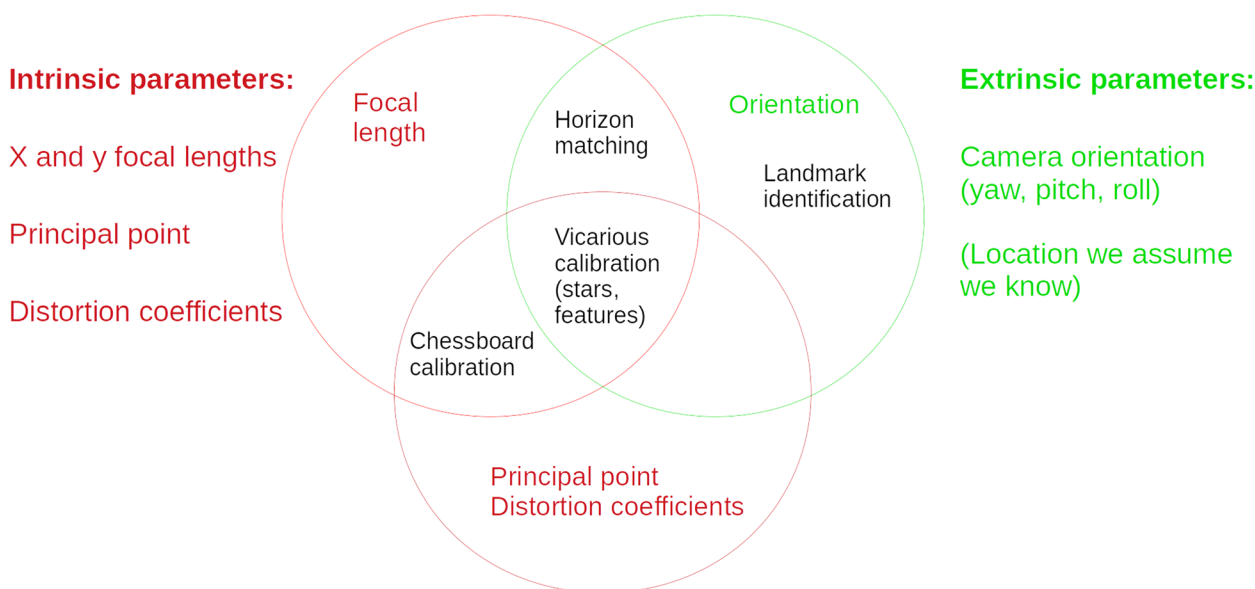 Intrinsic parameters:
X and y focal lengths
Principal point
Distortion coefficients
Focal
length
Horizon
matching
Orientation
Landmark
identification
Vicarious
calibration
(stars,
features)
Chessboard
calibration
Principal point
Distortion coefficients
Extrinsic parameters:
Camera orientation
(yaw, pitch, roll)
(Location we assume
we know)